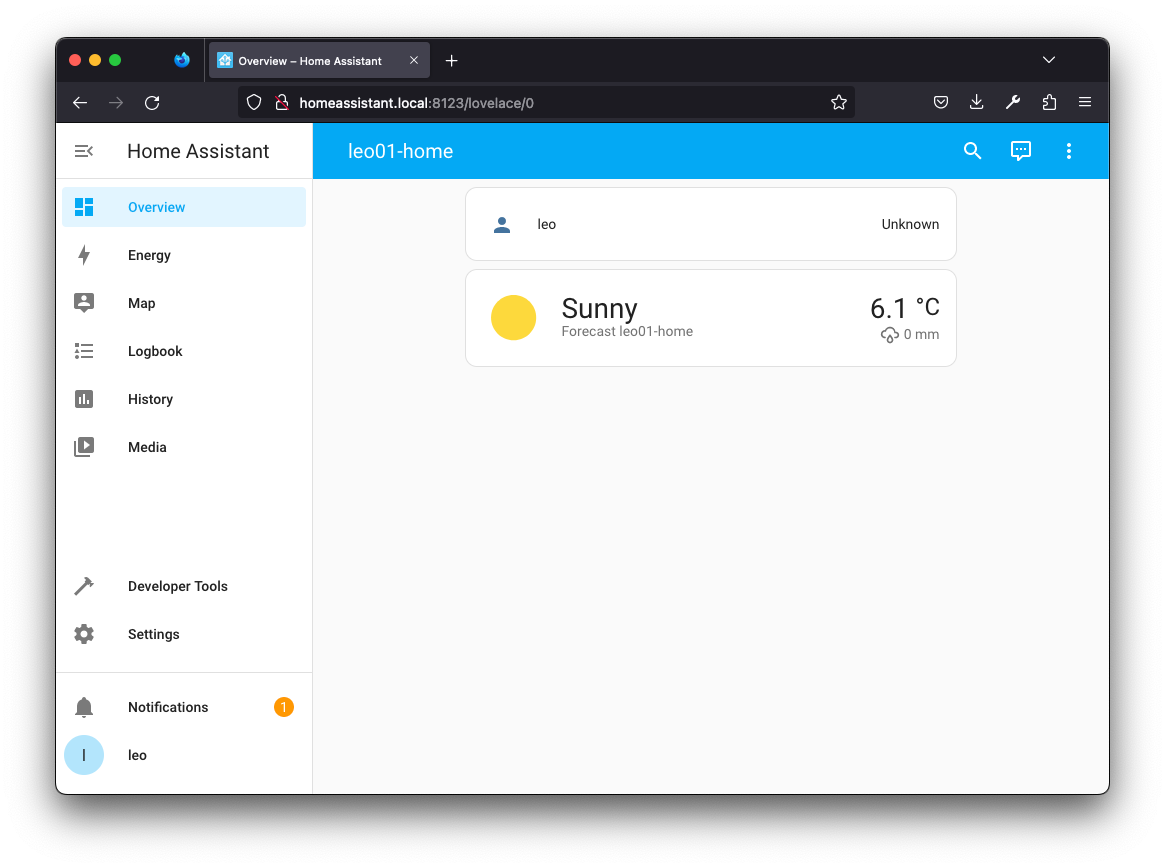 Overview – Home Assistant
homeassistant.local:8123/lovelace/0
Home Assistant
leo01-home
Overview
Energy
Map
Logbook
History
Media
Developer Tools
Settings
Notifications 1
l leo
leo Unknown
Sunny 6.1 °C
Forecast leo01-home 0 mm